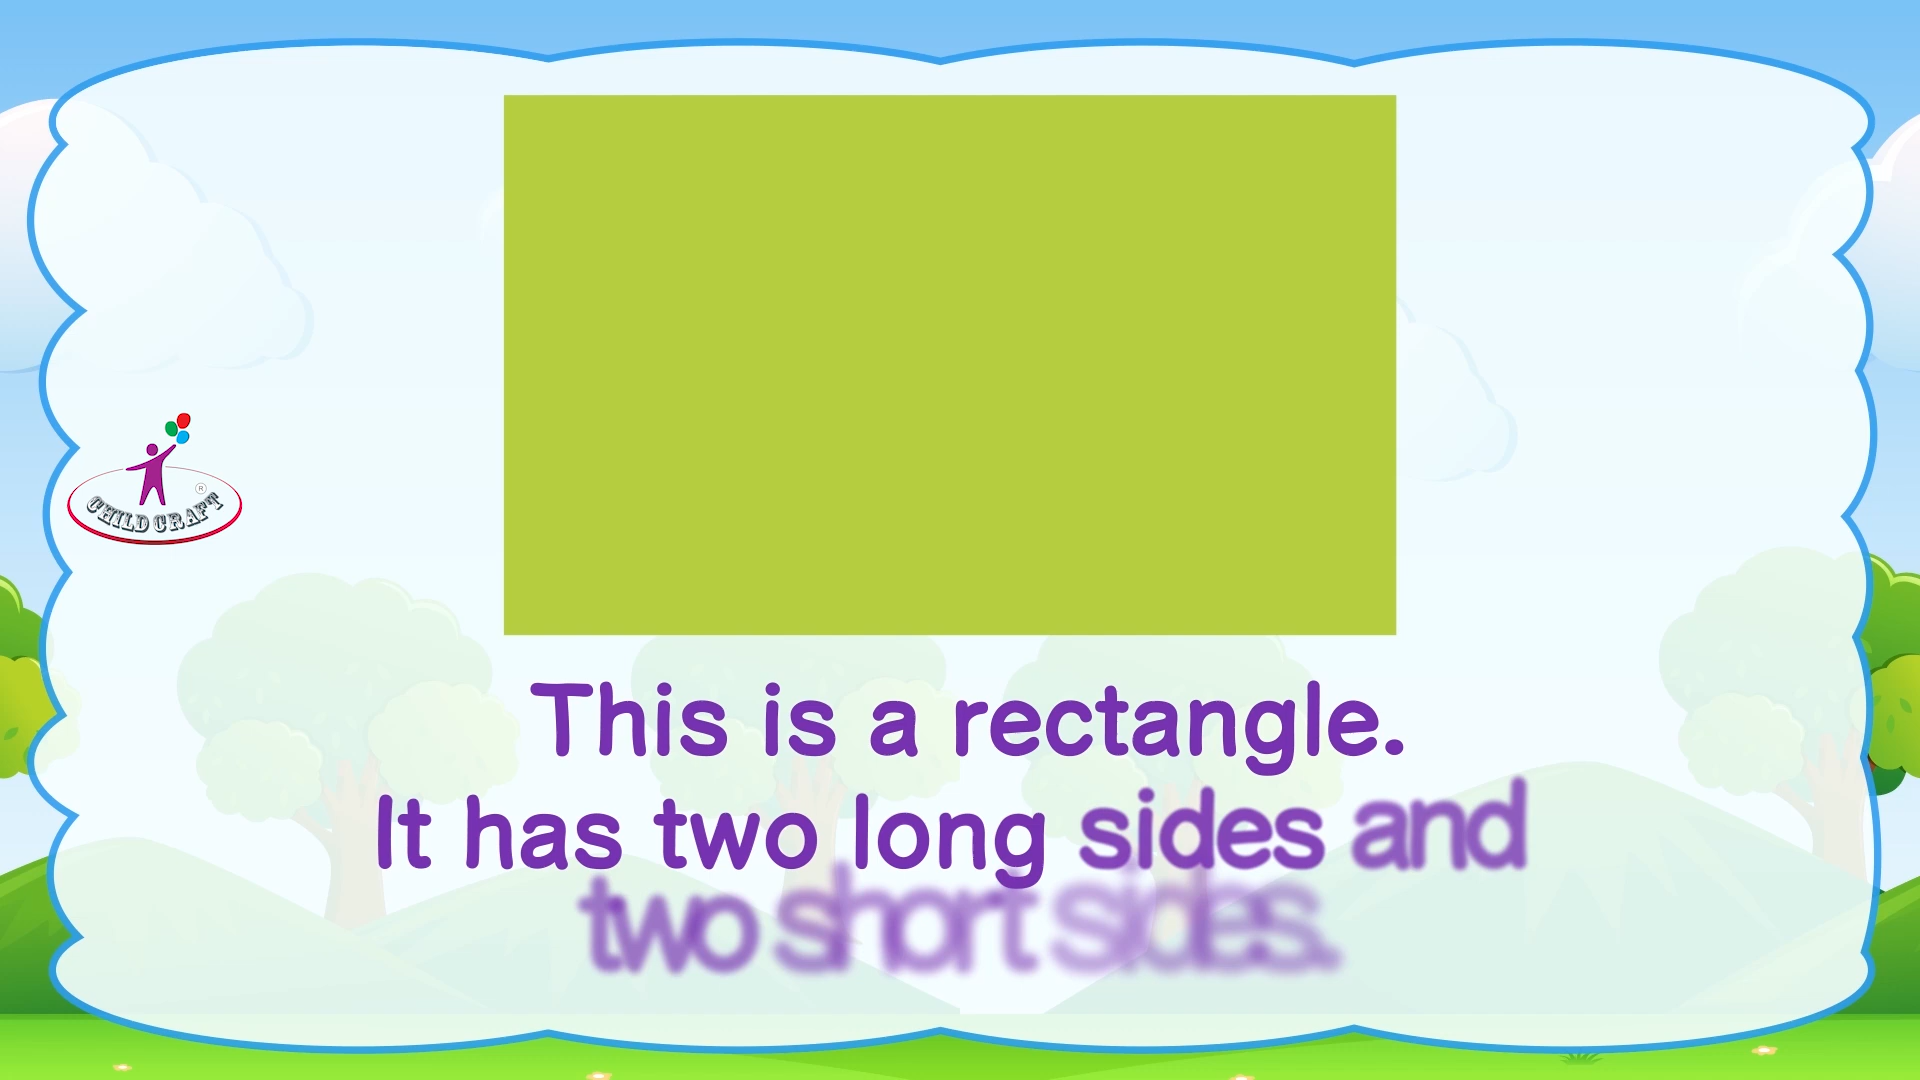 CHILD CRAFT
®
This is a rectangle.
It has two long sides and
two short sides.